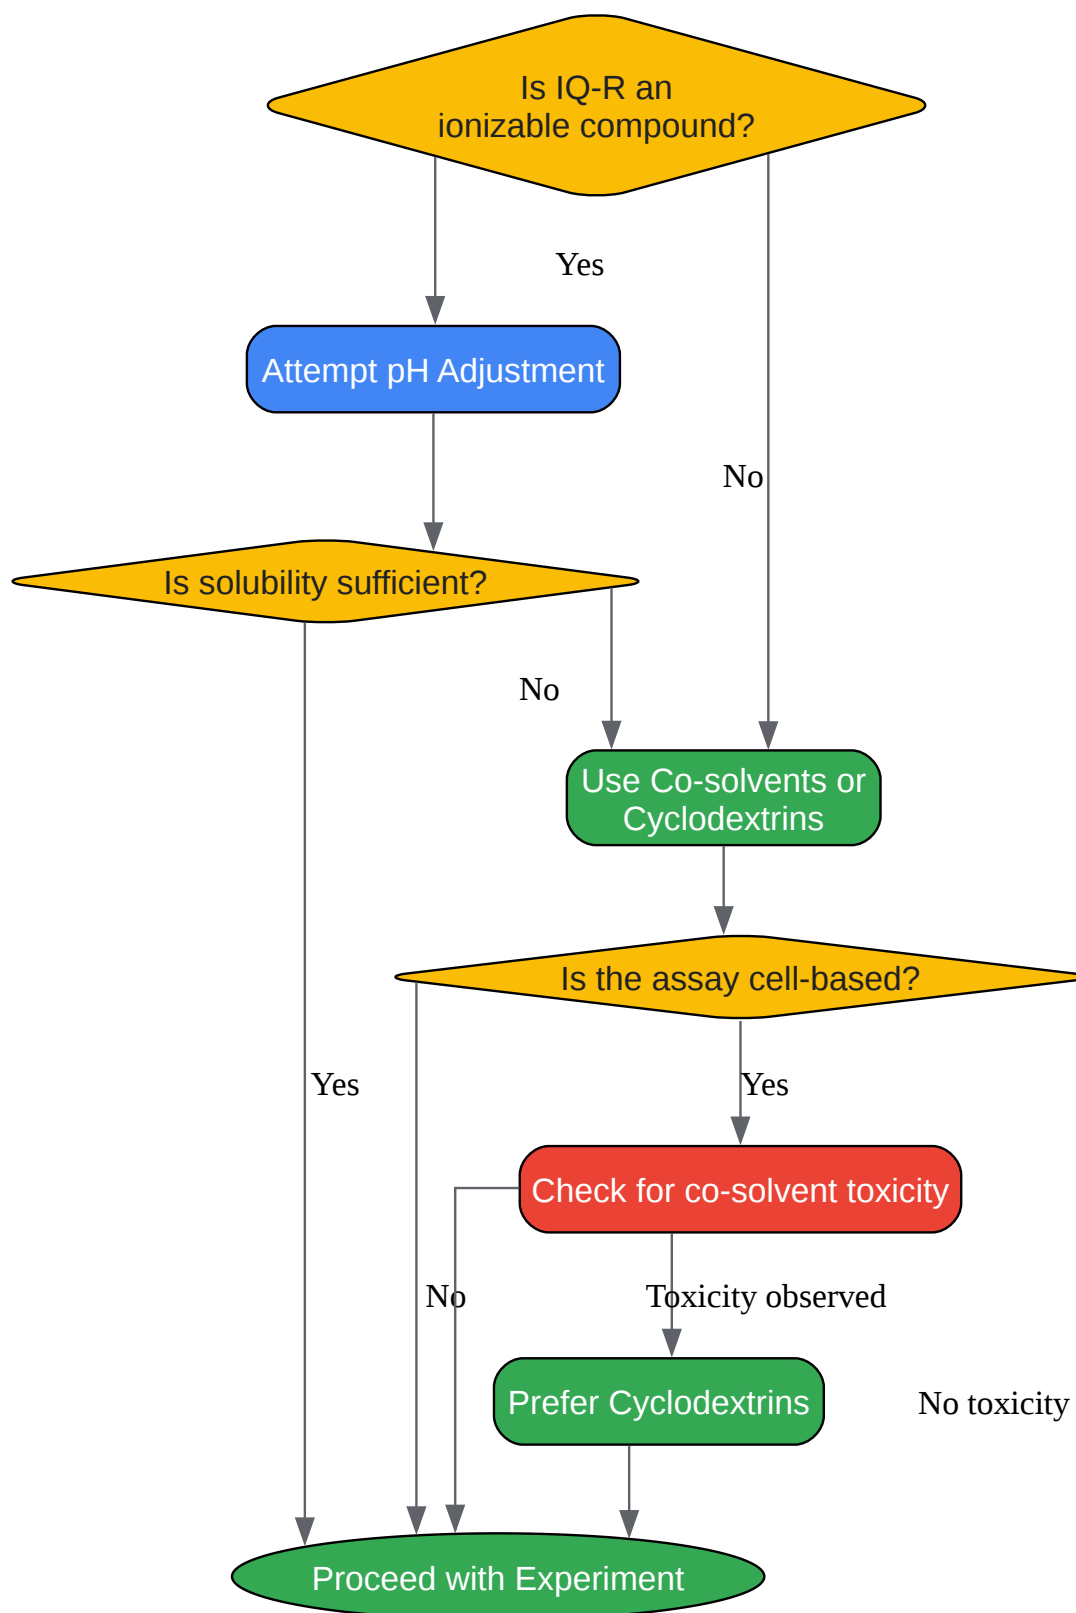 Is IQ-R an
ionizable compound?
Yes
Attempt pH Adjustment
No
Is solubility sufficient?
No
Use Co-solvents or
Cyclodextrins
Is the assay cell-based?
Yes
Yes
Check for co-solvent toxicity
No
Toxicity observed
Prefer Cyclodextrins
No toxicity
Proceed with Experiment